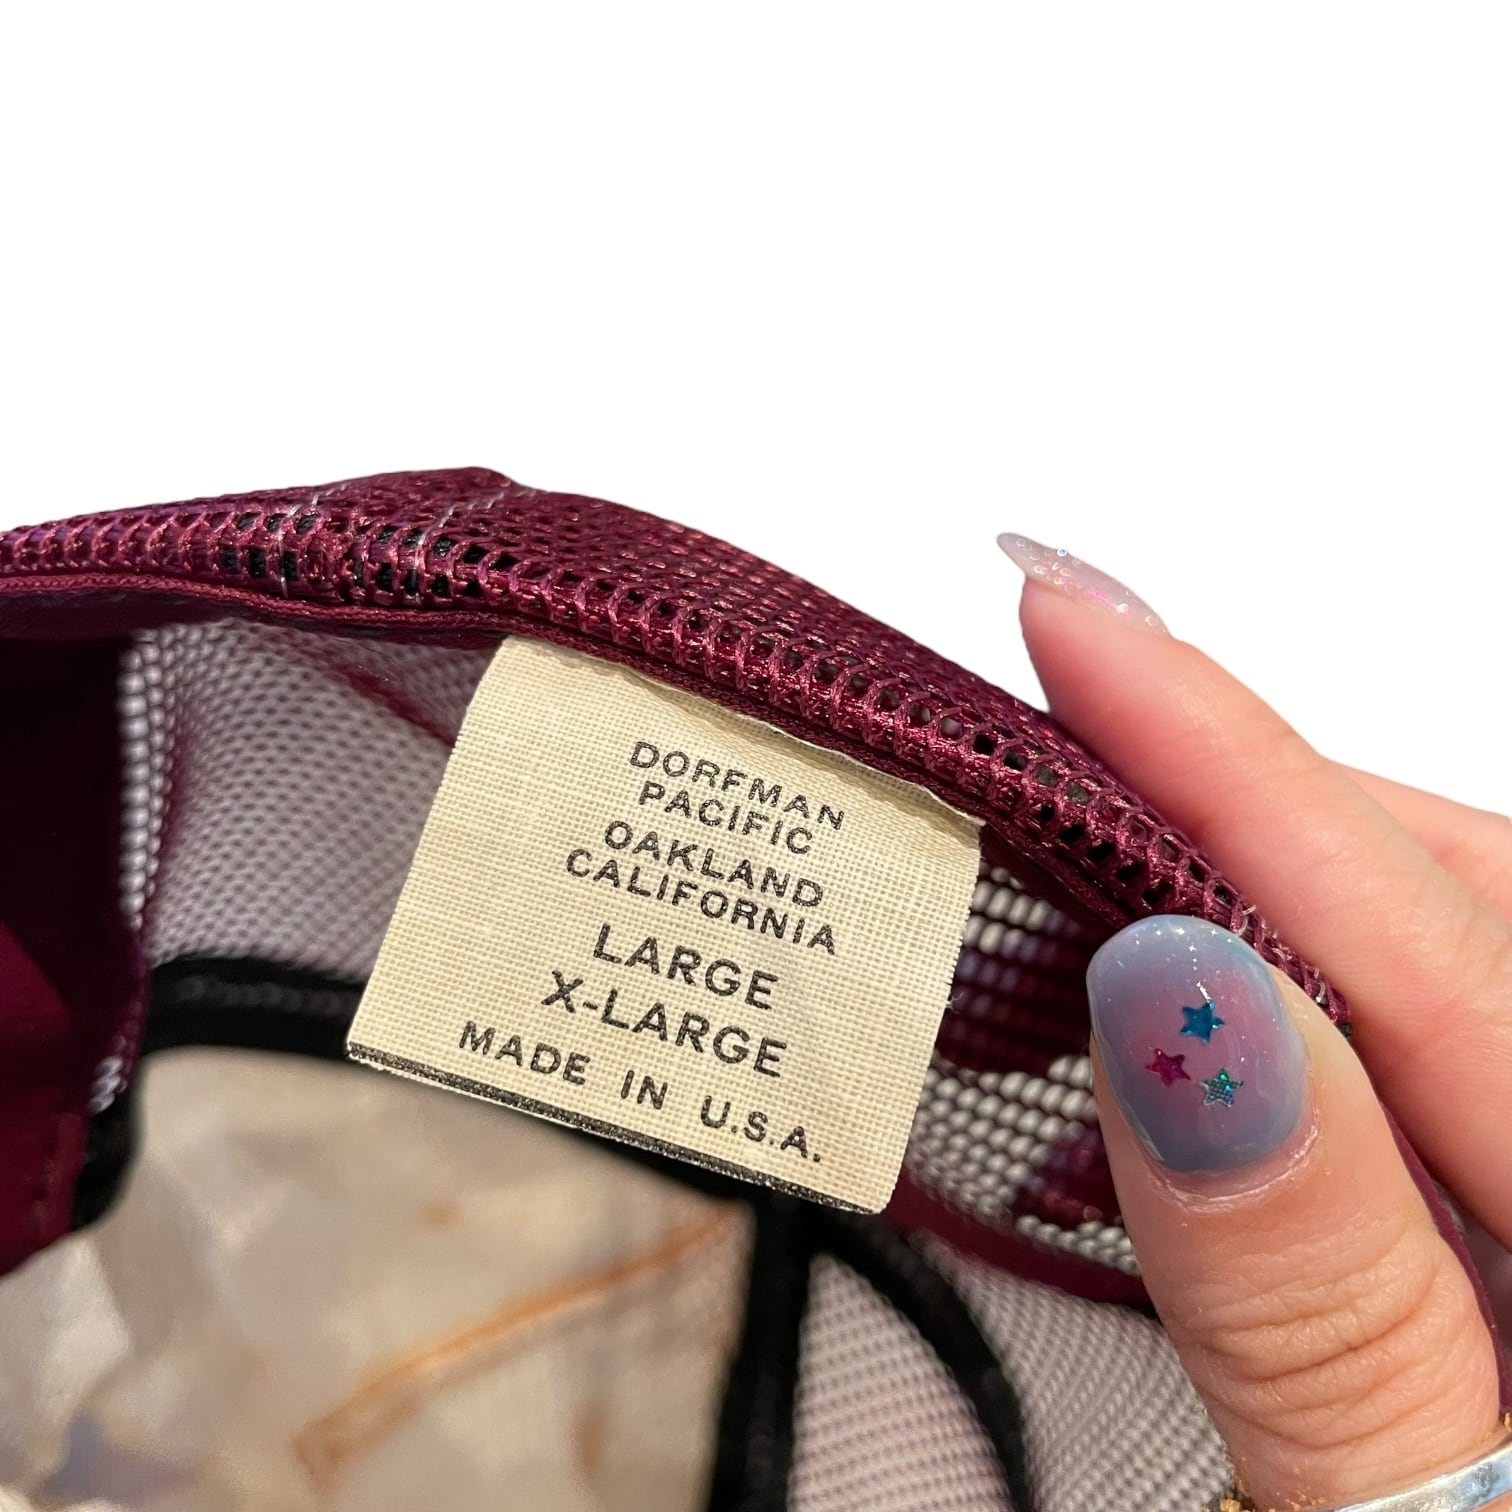 DORFMAN
PACIFIC
OAKLAND
CALIFORNIA
LARGE
X-LARGE
MADE IN U.S.A.